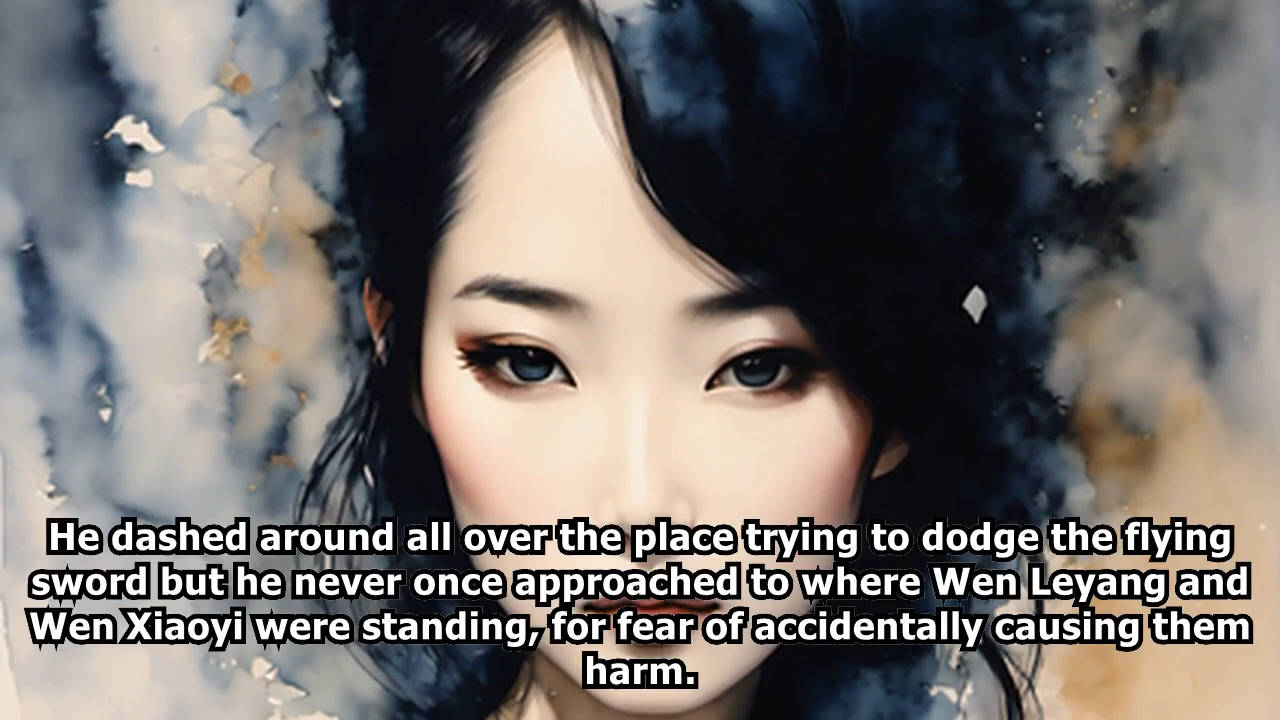 He dashed around all over the place trying to dodge the flying
sword but he never once approached to where Wen Leyang and
Wen Xiaoyi were standing, for fear of accidentally causing them
harm.